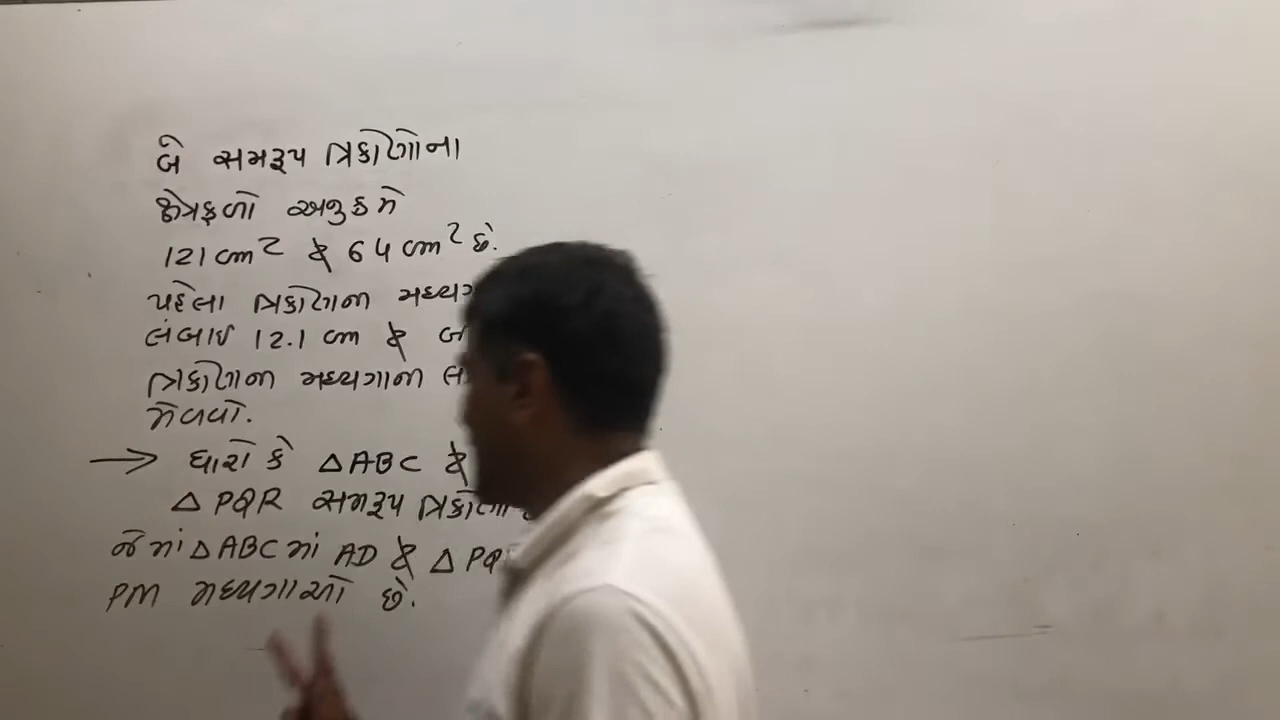 બે સમરૂપ ત્રિકોણોના
ક્ષેત્રફળો અનુક્રમે
121 cm² & 64 cm² છે.
પહેલા ત્રિકોણના
લંબાઈ 12.1 cm &
ત્રિકોણના મધ્યગાના
મેળવો.
→ ધારો કે △ABC &
△ PQR સમરૂપ
જેમાં △ABC માં AD & △
PM મધ્યગાઓ છે.